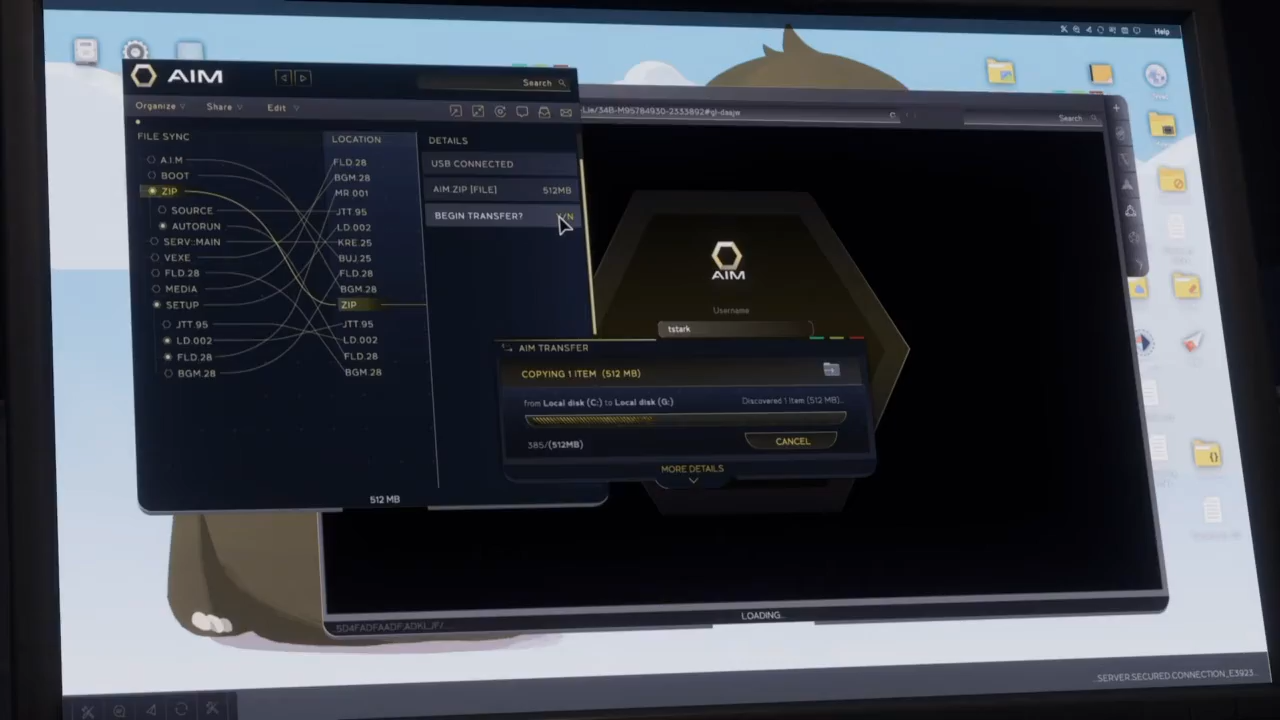 Help
AIM
Search
Organize
Share
Edit
FILE SYNC
A.I.M
BOOT
ZIP
SOURCE
AUTORUN
SERV::MAIN
VEXE
FLD.28
MEDIA
SETUP
JTT.95
LD.002
FLD.28
BGM.28
LOCATION
FLD.28
BGM.28
MR 001
JTT.95
LD.002
KRE.25
BUJ.25
FLD.28
BGM.28
ZIP
JTT.95
LD.002
FLD.28
BGM.28
DETAILS
USB CONNECTED
AIM.ZIP [FILE] 512MB
BEGIN TRANSFER? Y/N
512 MB
Search
AIM
Username
tstark
AIM TRANSFER
COPYING 1 ITEM (512 MB)
from Local disk (C:) to Local disk (G:)
Discovered 1 Item (512 MB)...
385/(512MB)
CANCEL
MORE DETAILS
LOADING..
..SERVER.SECURED.CONNECTION_E3923...